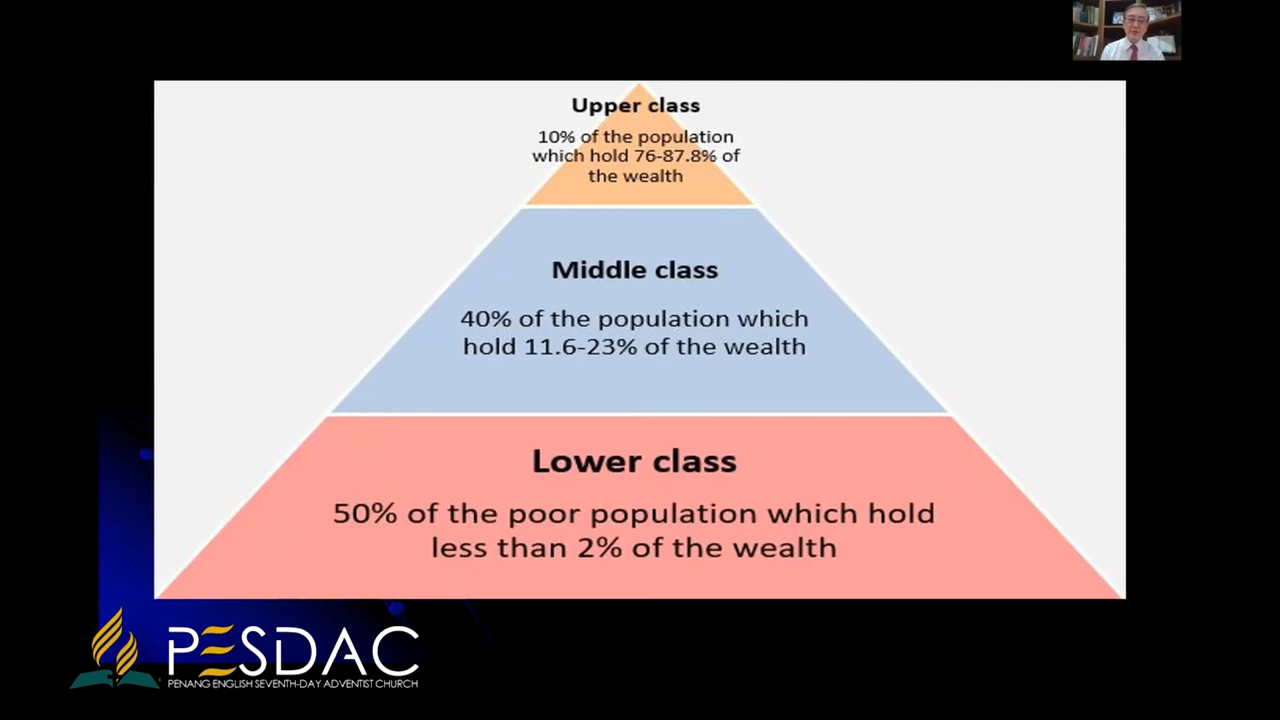 Upper class
10% of the population
which hold 76-87.8% of
the wealth
Middle class
40% of the population which
hold 11.6-23% of the wealth
Lower class
50% of the poor population which hold
less than 2% of the wealth
PESDAC
PENANG ENGLISH SEVENTH-DAY ADVENTIST CHURCH